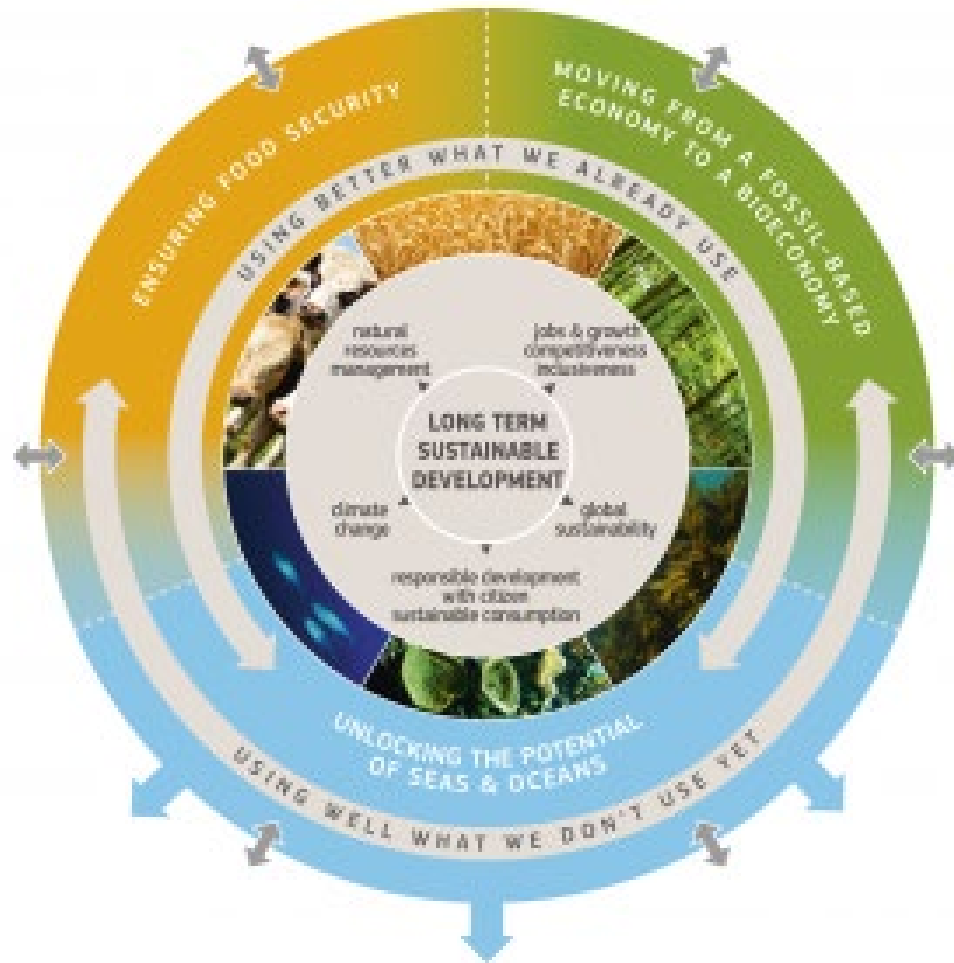 ENSURING FOOD SECURITY
MOVING FROM A FOSSIL-BASED
ECONOMY TO A BIOECONOMY
USING BETTER WHAT WE ALREADY USE
natural
resources
management
jobs & growth
competitiveness
inclusiveness
LONG TERM
SUSTAINABLE
DEVELOPMENT
climate
change
global
sustainability
responsible development
with citizen
sustainable consumption
UNLOCKING THE POTENTIAL
OF SEAS & OCEANS
USING WELL WHAT WE DON'T USE YET